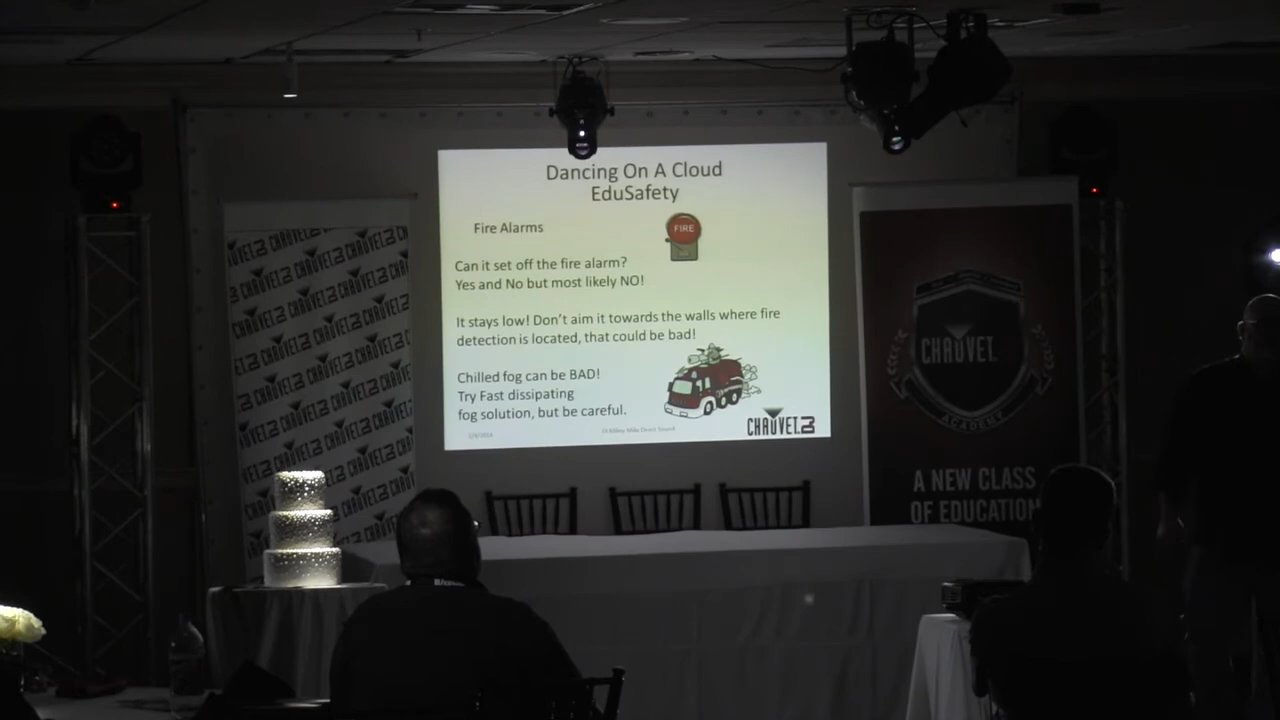 Dancing On A Cloud
EduSafety
Fire Alarms
FIRE
Can it set off the fire alarm?
Yes and No but most likely NO!
It stays low! Don't aim it towards the walls where fire
detection is located, that could be bad!
Chilled fog can be BAD!
Try Fast dissipating
fog solution, but be careful.
CHAUVET
CHAUVET
CHAUVET
ACADEMY
A NEW CLASS
OF EDUCATION